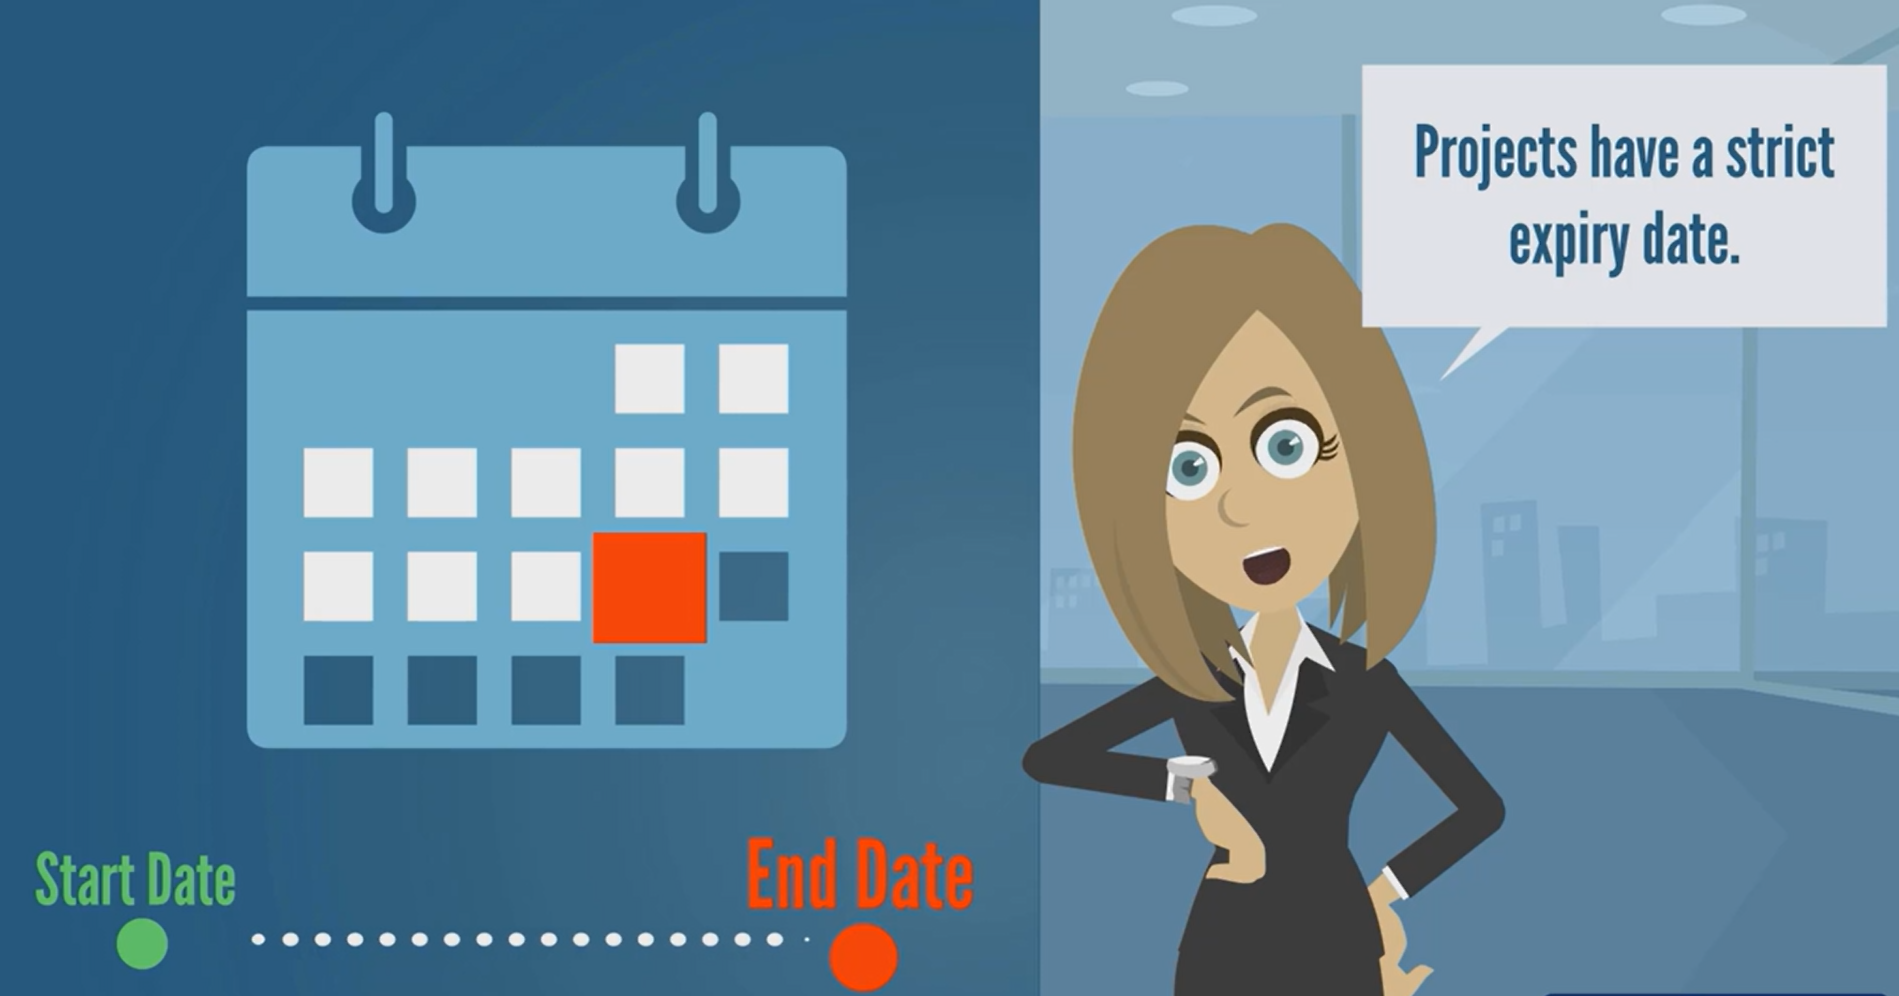 Projects have a strict
expiry date.
Start Date
End Date